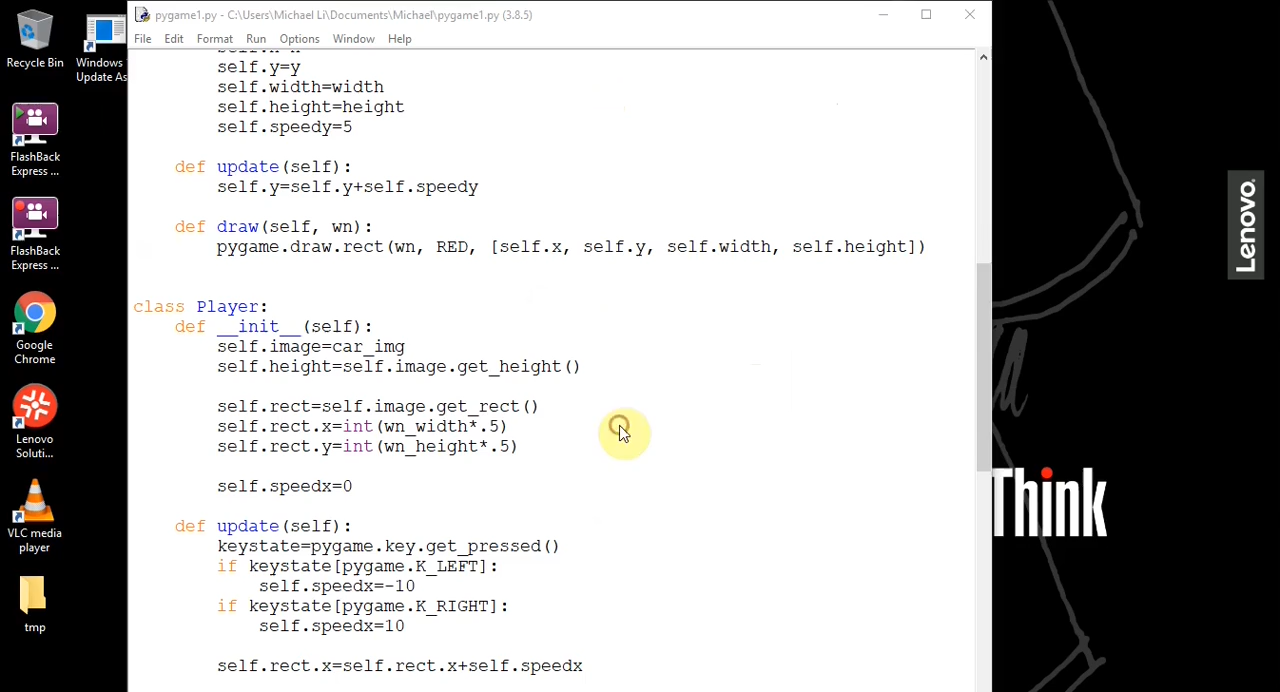 pygame1.py - C:\Users\Michael Li\Documents\Michael\pygame1.py (3.8.5)
File Edit Format Run Options Window Help
self.y=y
self.width=width
self.height=height
self.speedy=5
def update(self):
self.y=self.y+self.speedy
def draw(self, wn):
pygame.draw.rect(wn, RED, [self.x, self.y, self.width, self.height])
class Player:
def __init__(self):
self.image=car_img
self.height=self.image.get_height()
self.rect=self.image.get_rect()
self.rect.x=int(wn_width*.5)
self.rect.y=int(wn_height*.5)
self.speedx=0
def update(self):
keystate=pygame.key.get_pressed()
if keystate[pygame.K_LEFT]:
self.speedx=-10
if keystate[pygame.K_RIGHT]:
self.speedx=10
self.rect.x=self.rect.x+self.speedx
Recycle Bin
Windows
Update As
FlashBack
Express ...
FlashBack
Express ...
Google
Chrome
Lenovo
Soluti...
VLC media
player
tmp
Lenovo
Think